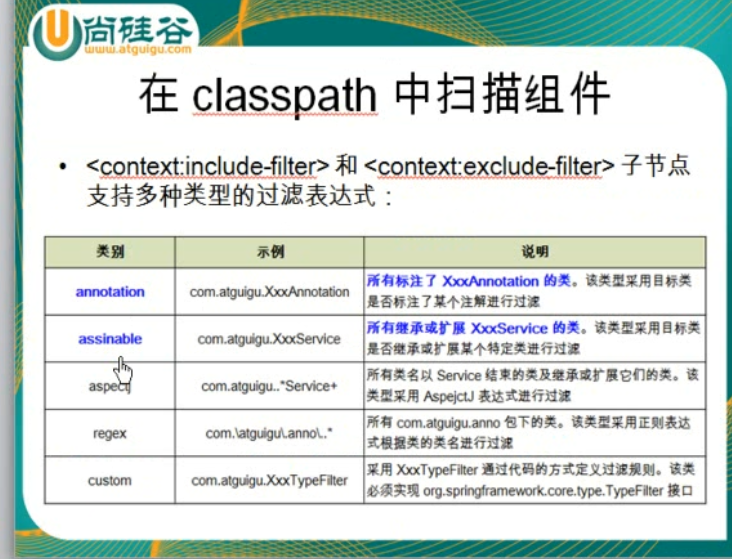 尚硅谷
www.atguigu.com
在 classpath 中扫描组件
• <context:include-filter> 和 <context:exclude-filter> 子节点
支持多种类型的过滤表达式：
类别 示例 说明
annotation com.atguigu.XxxAnnotation 所有标注了 XxxAnnotation 的类。该类型采用目标类
是否标注了某个注解进行过滤
assinable com.atguigu.XxxService 所有继承或扩展 XxxService 的类。该类型采用目标类
是否继承或扩展某个特定类进行过滤
aspectj com.atguigu..*Service+ 所有类名以 Service 结束的类及继承或扩展它们的类。该
类型采用 AspejctJ 表达式进行过滤
regex com.\atguigu\.anno\..* 所有 com.atguigu.anno 包下的类。该类型采用正则表达
式根据类的类名进行过滤
custom com.atguigu.XxxTypeFilter 采用 XxxTypeFilter 通过代码的方式定义过滤规则。该类
必须实现 org.springframework.core.type.TypeFilter 接口